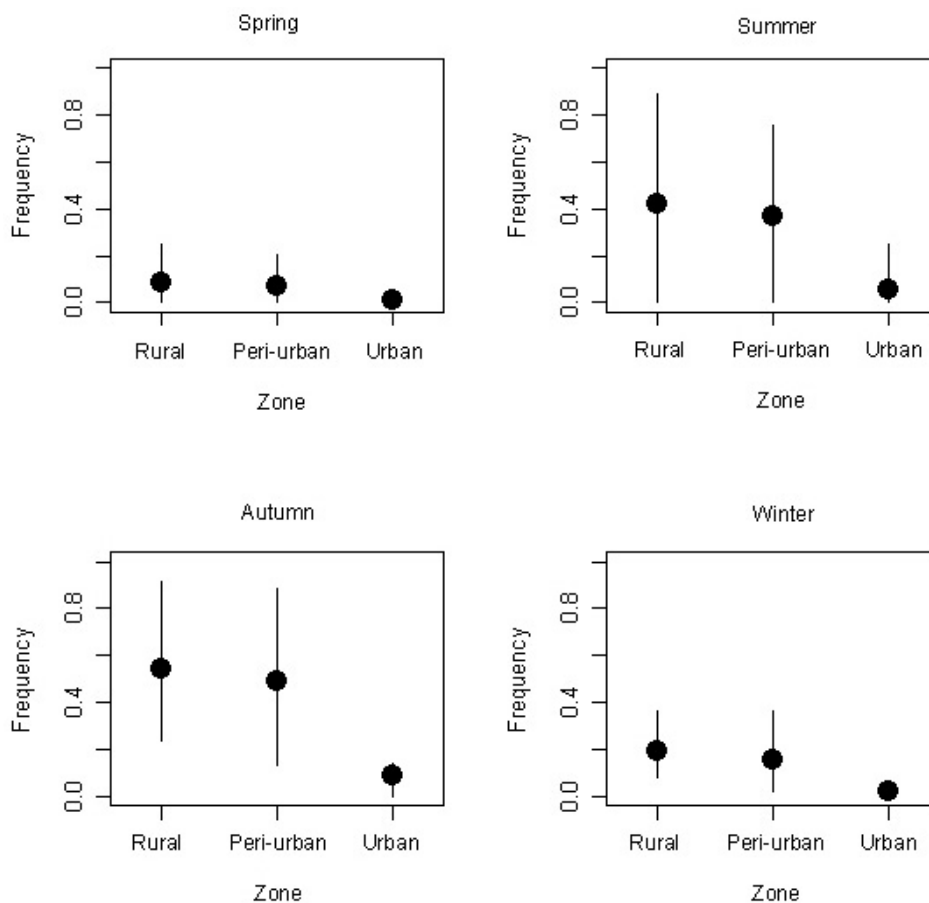 Spring
Frequency
0.8
0.4
0.0
Rural Peri-urban Urban
Zone
Summer
Frequency
0.8
0.4
0.0
Rural Peri-urban Urban
Zone
Autumn
Frequency
0.8
0.4
0.0
Rural Peri-urban Urban
Zone
Winter
Frequency
0.8
0.4
0.0
Rural Peri-urban Urban
Zone